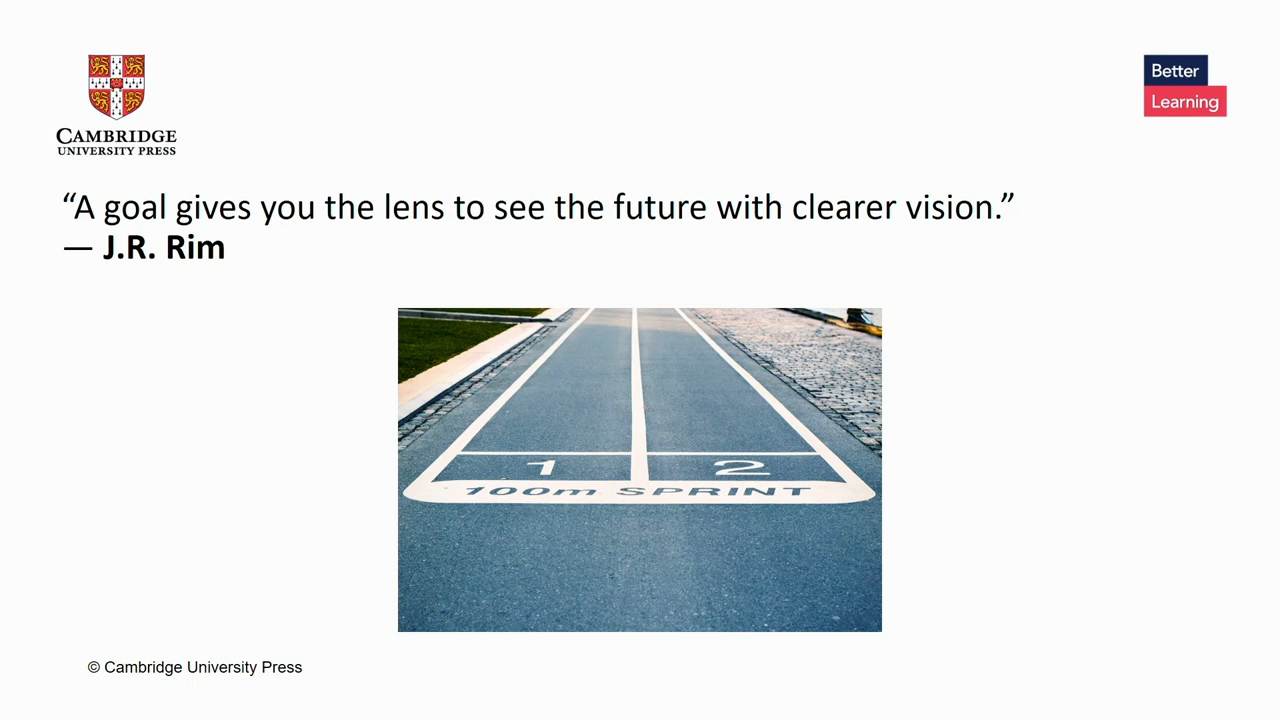 CAMBRIDGE
UNIVERSITY PRESS
Better
Learning
“A goal gives you the lens to see the future with clearer vision.”
― J.R. Rim
1 2
100m SPRINT
© Cambridge University Press